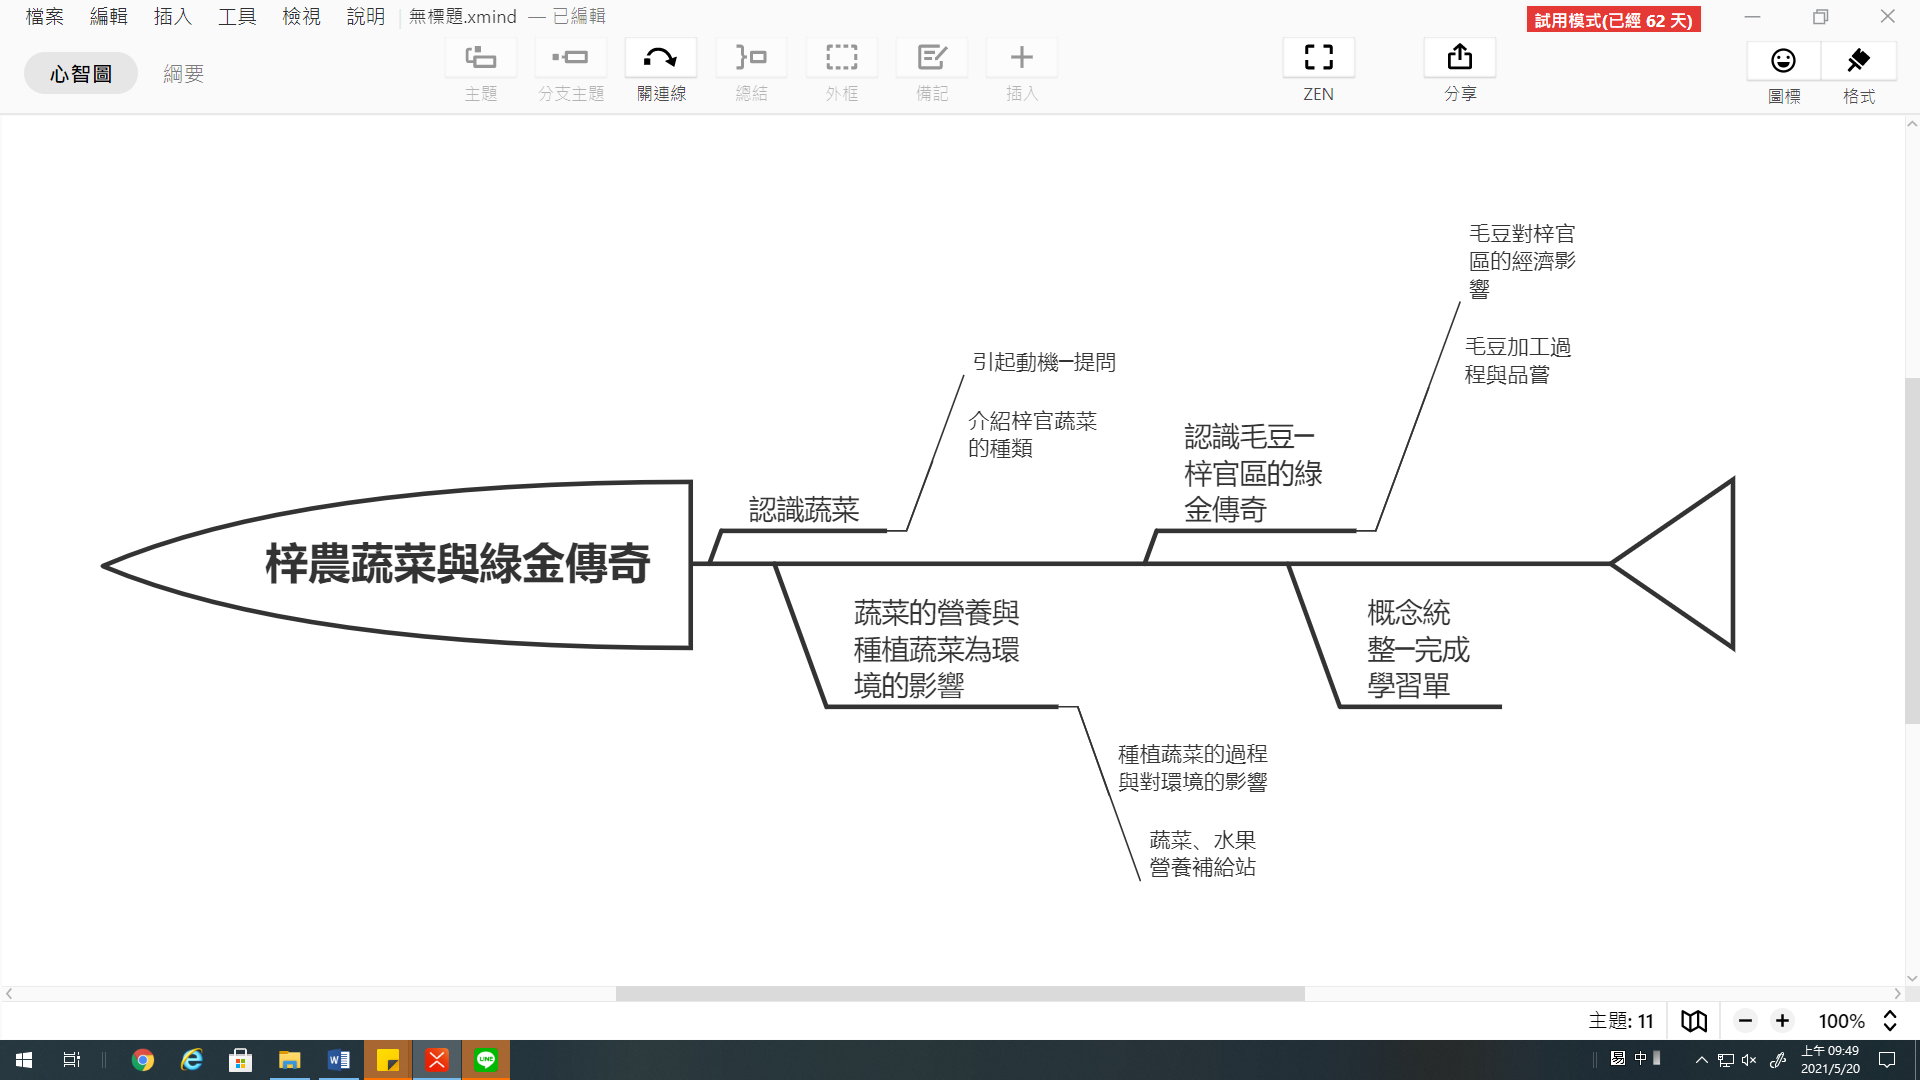 檔案 編輯 插入 工具 檢視 說明 無標題.xmind — 已編輯 試用模式(已經 62 天)
心智圖 綱要
主題 分支主題 關連線 總結 外框 備記 插入 ZEN 分享 圖標 格式
毛豆對梓官
區的經濟影
響
毛豆加工過
程與品嘗
引起動機─提問
介紹梓官蔬菜
的種類
認識毛豆─
梓官區的綠
金傳奇
認識蔬菜
梓農蔬菜與綠金傳奇
蔬菜的營養與
種植蔬菜為環
境的影響
概念統
整─完成
學習單
種植蔬菜的過程
與對環境的影響
蔬菜、水果
營養補給站
主題: 11 100%
易 中 上午 09:49
2021/5/20